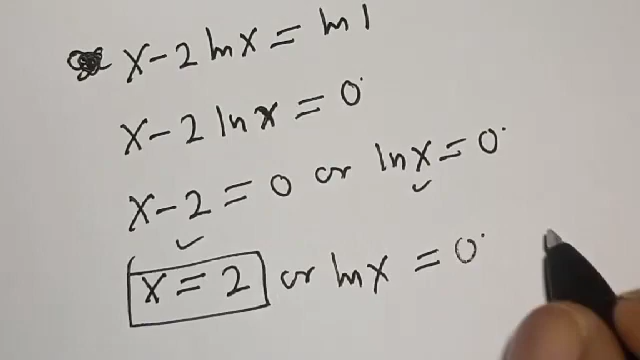 x - 2 ln x = ln 1
x - 2 ln x = 0
x - 2 = 0 or ln x = 0
x = 2 or ln x = 0